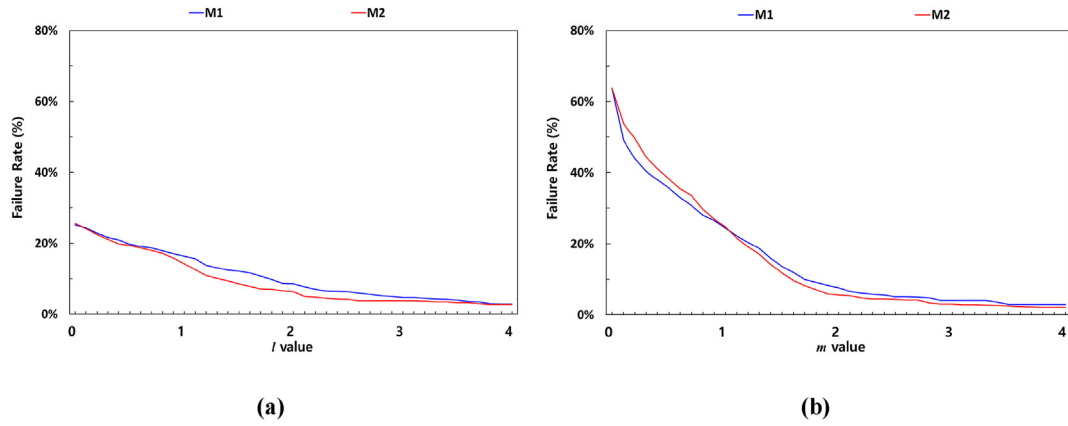 M1 M2
80%
60%
40%
20%
0%
Failure Rate (%)
0 1 2 3 4
l value
(a)
M1 M2
80%
60%
40%
20%
0%
Failure Rate (%)
0 1 2 3 4
m value
(b)